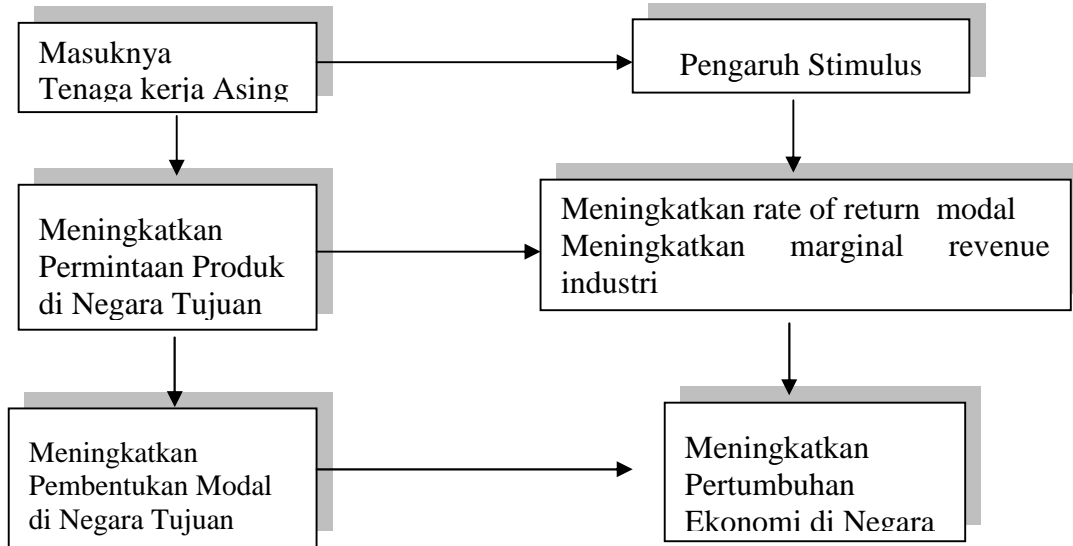 Masuknya
Tenaga kerja Asing
Pengaruh Stimulus
Meningkatkan
Permintaan Produk
di Negara Tujuan
Meningkatkan rate of return modal
Meningkatkan marginal revenue
industri
Meningkatkan
Pembentukan Modal
di Negara Tujuan
Meningkatkan
Pertumbuhan
Ekonomi di Negara